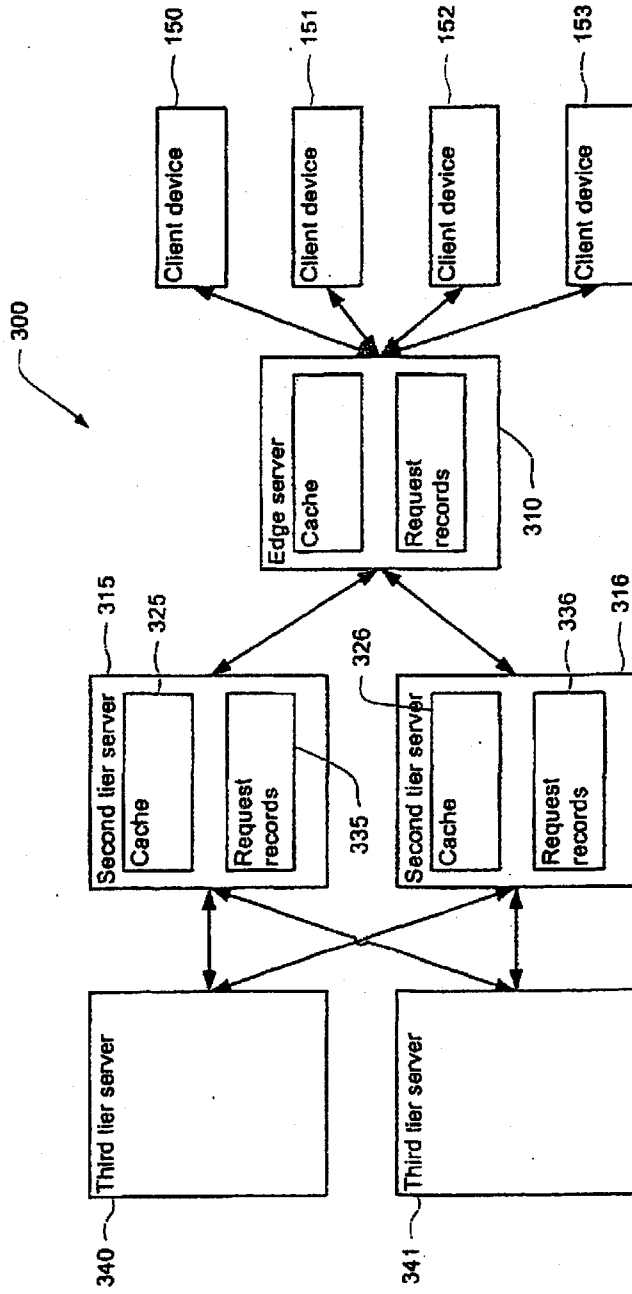 300
340
Third tier server
341
Third tier server
315
325
Second tier server
Cache
Request
records
335
326
Second tier server
Cache
Request
records
336
316
Edge server
Cache
Request
records
310
Client device
150
Client device
151
Client device
152
Client device
153